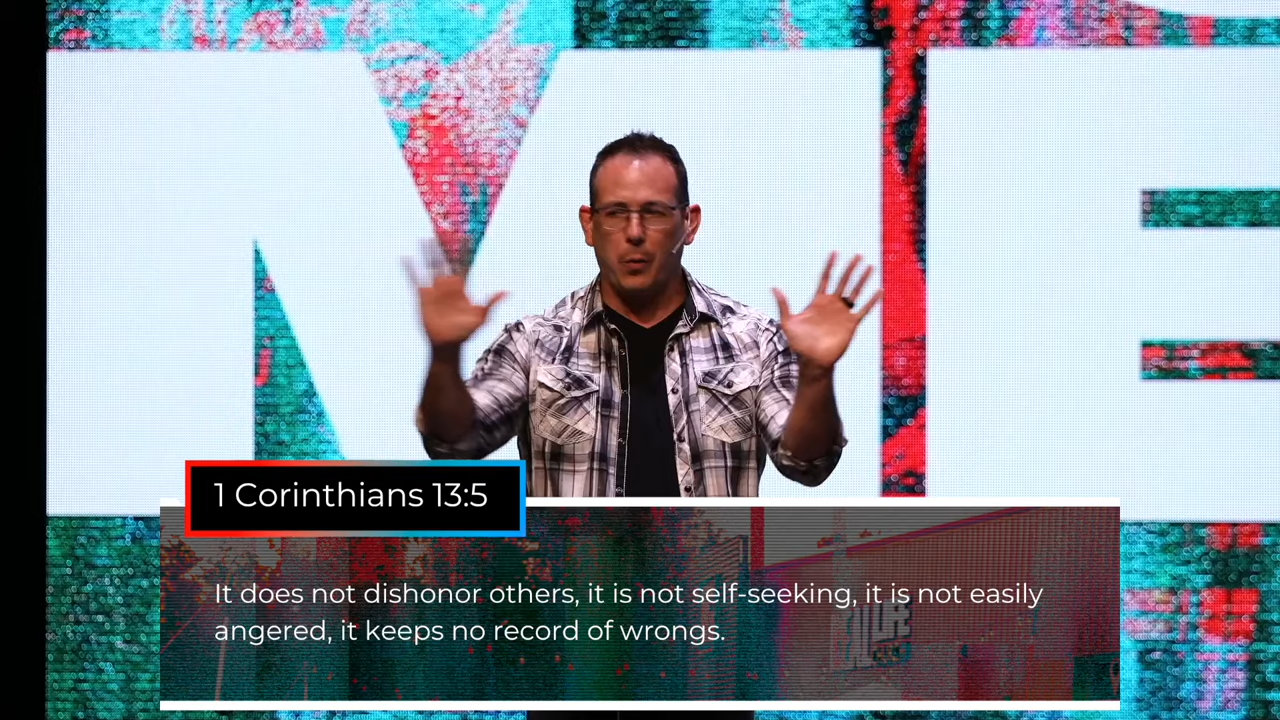 1 Corinthians 13:5
It does not dishonor others, it is not self-seeking, it is not easily
angered, it keeps no record of wrongs.